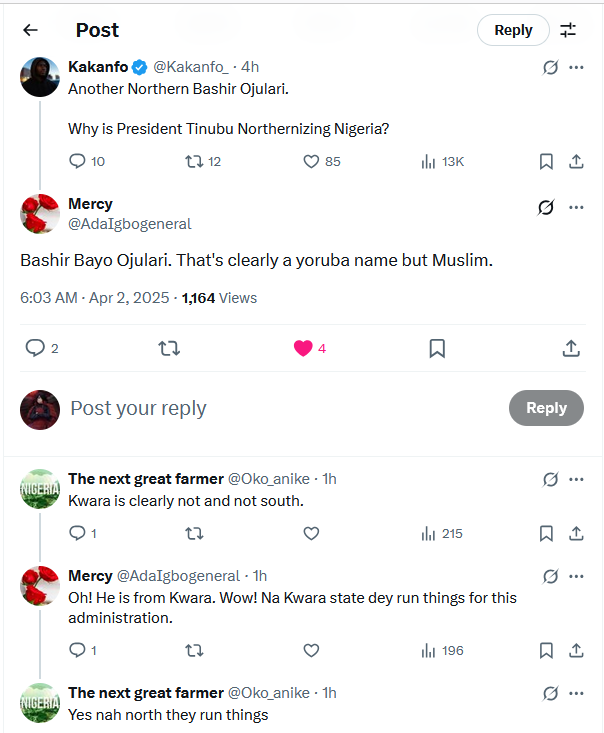 Post
Reply
Kakanfo @Kakanfo_ · 4h
Another Northern Bashir Ojulari.
Why is President Tinubu Northernizing Nigeria?
10 12 85 13K
Mercy
@AdaIgbogeneral
Bashir Bayo Ojulari. That's clearly a yoruba name but Muslim.
6:03 AM · Apr 2, 2025 · 1,164 Views
2 4
Post your reply
Reply
NIGERIA
The next great farmer @Oko_anike · 1h
Kwara is clearly not and not south.
1 215
Mercy @AdaIgbogeneral · 1h
Oh! He is from Kwara. Wow! Na Kwara state dey run things for this
administration.
1 196
NIGERIA
The next great farmer @Oko_anike · 1h
Yes nah north they run things